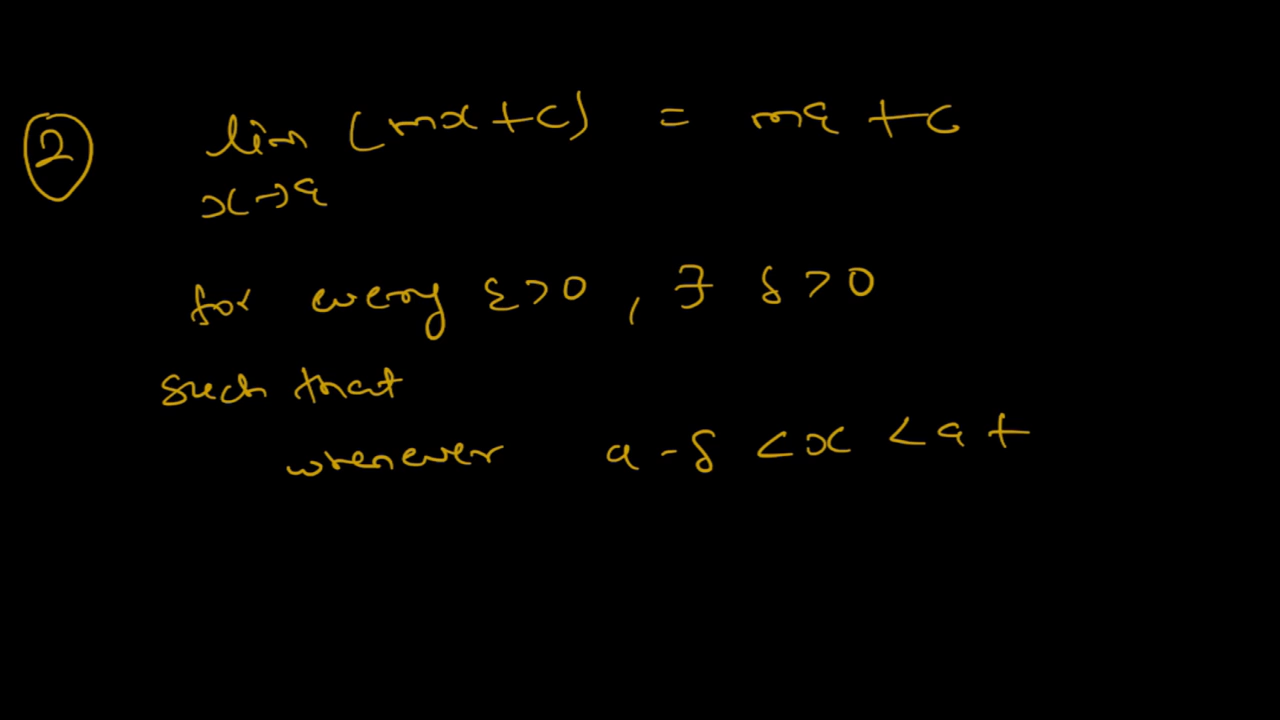 ② lim (mx+c) = ma + c
x→a
for every ε>0 , ∃ δ>0
such that
whenever a-δ <x <a+